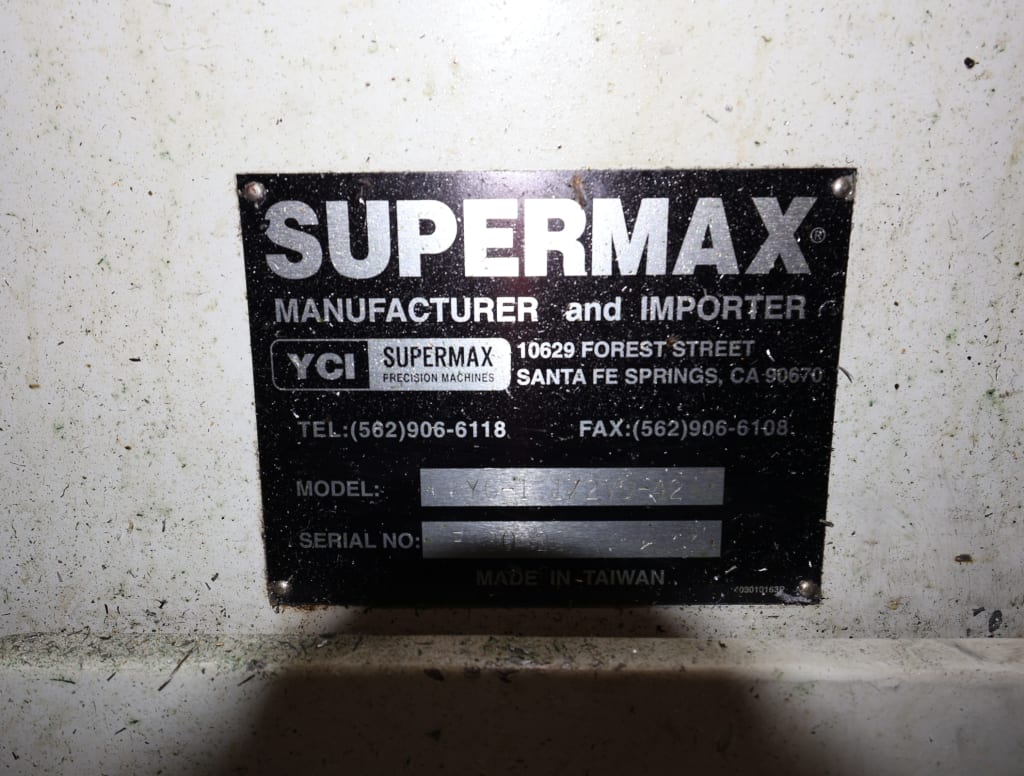 SUPERMAX®
MANUFACTURER and IMPORTER
YCI SUPERMAX PRECISION MACHINES
10629 FOREST STREET
SANTA FE SPRINGS, CA 90670
TEL:(562)906-6118 FAX:(562)906-6108
MODEL:
SERIAL NO:
MADE IN TAIWAN